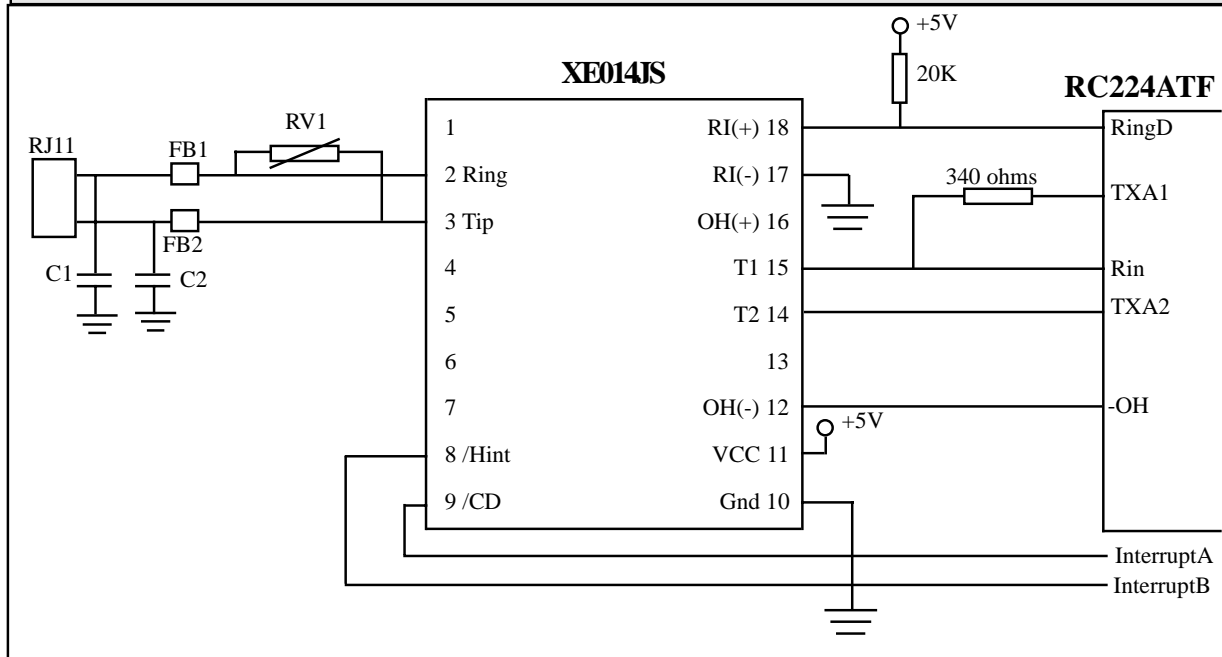 +5V
20K
XE014JS
RC224ATF
RJ11
FB1
RV1
FB2
C1
C2
1
2 Ring
3 Tip
4
5
6
7
8 /Hint
9 /CD
RI(+) 18
RI(-) 17
OH(+) 16
T1 15
T2 14
13
OH(-) 12
VCC 11
Gnd 10
+5V
340 ohms
RingD
TXA1
Rin
TXA2
-OH
InterruptA
InterruptB